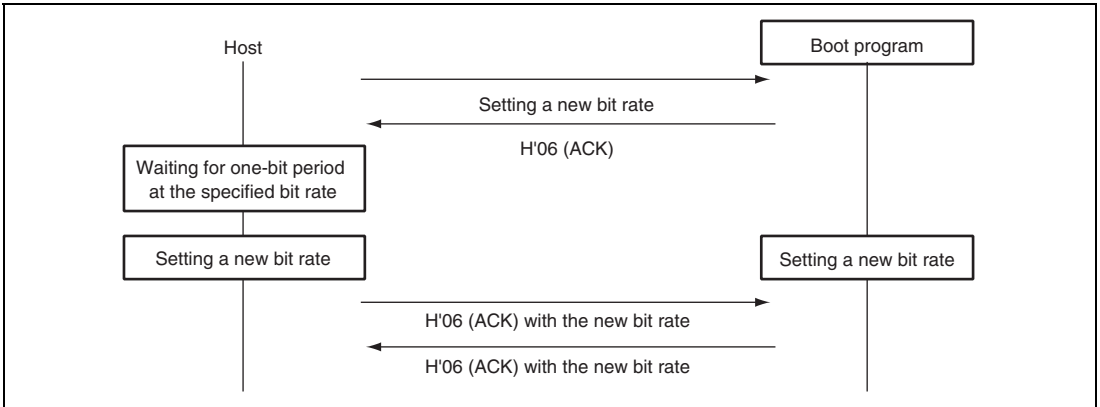 Host
Boot program
Setting a new bit rate
H'06 (ACK)
Waiting for one-bit period
at the specified bit rate
Setting a new bit rate
Setting a new bit rate
H'06 (ACK) with the new bit rate
H'06 (ACK) with the new bit rate